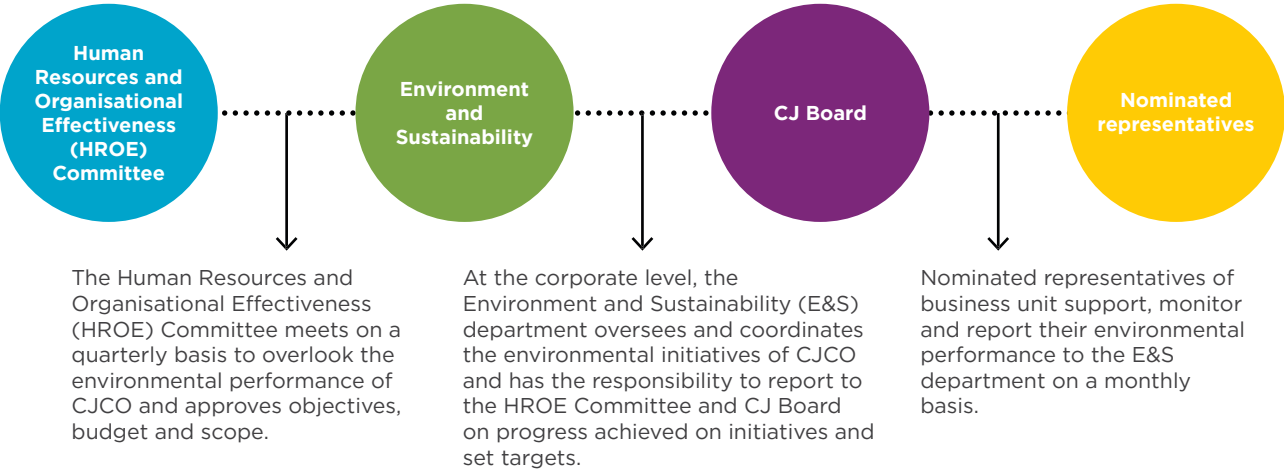 Human
Resources and
Organisational
Effectiveness
(HROE)
Committee
Environment
and
Sustainability
CJ Board
Nominated
representatives
The Human Resources and
Organisational Effectiveness
(HROE) Committee meets on a
quarterly basis to overlook the
environmental performance of
CJCO and approves objectives,
budget and scope.
At the corporate level, the
Environment and Sustainability (E&S)
department oversees and coordinates
the environmental initiatives of CJCO
and has the responsibility to report to
the HROE Committee and CJ Board
on progress achieved on initiatives and
set targets.
Nominated representatives of
business unit support, monitor
and report their environmental
performance to the E&S
department on a monthly
basis.